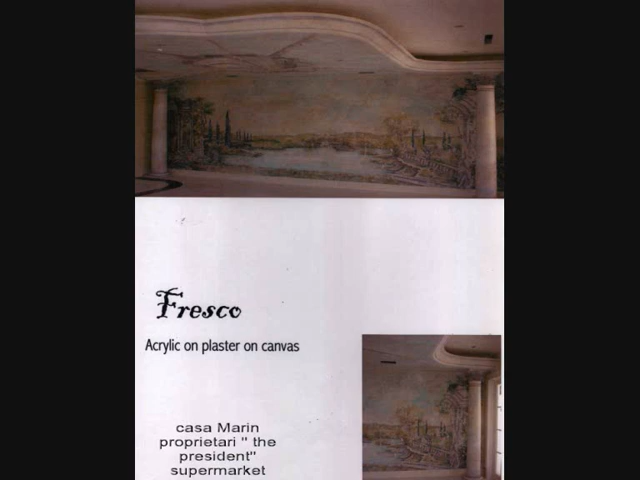 Fresco
Acrylic on plaster on canvas
casa Marin
proprietari " the
president"
supermarket